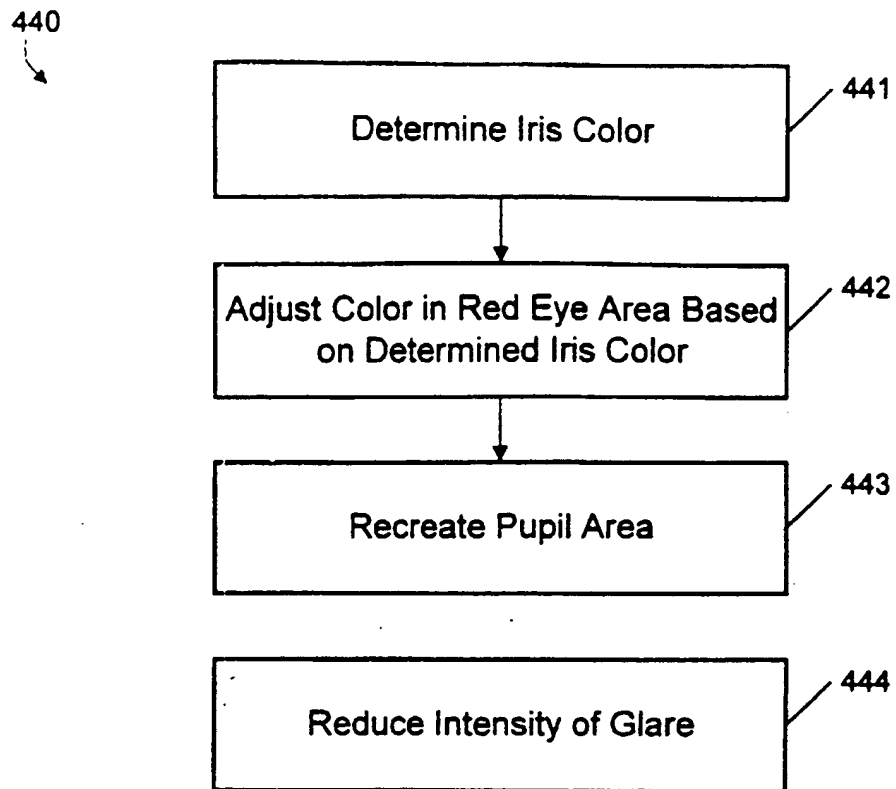 440
Determine Iris Color
441
Adjust Color in Red Eye Area Based
on Determined Iris Color
442
Recreate Pupil Area
443
Reduce Intensity of Glare
444